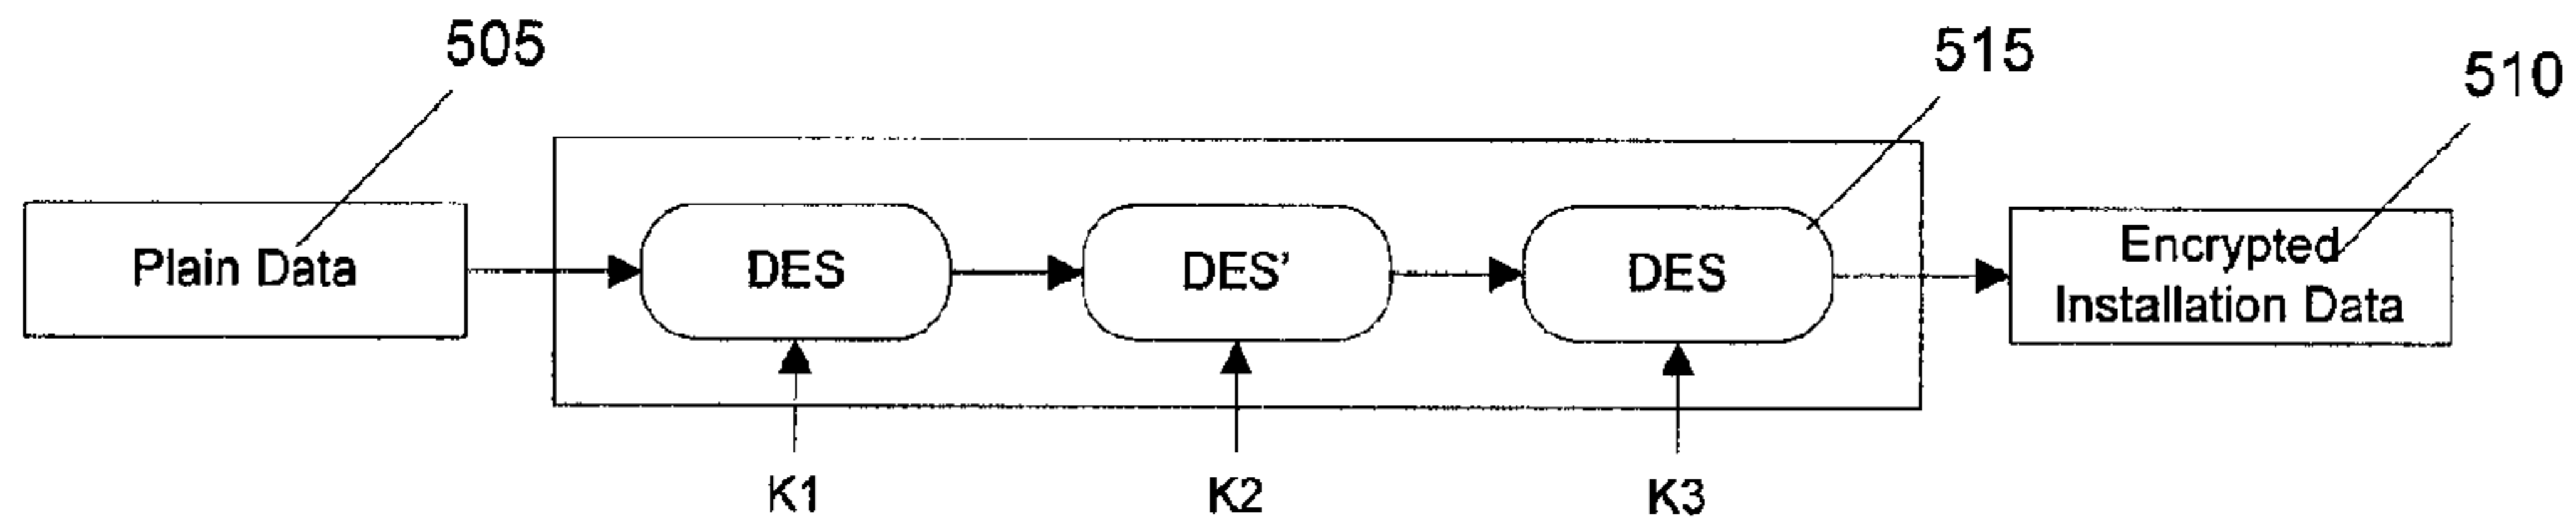 505
515
510
Plain Data
DES
DES’
DES
Encrypted
Installation Data
K1
K2
K3